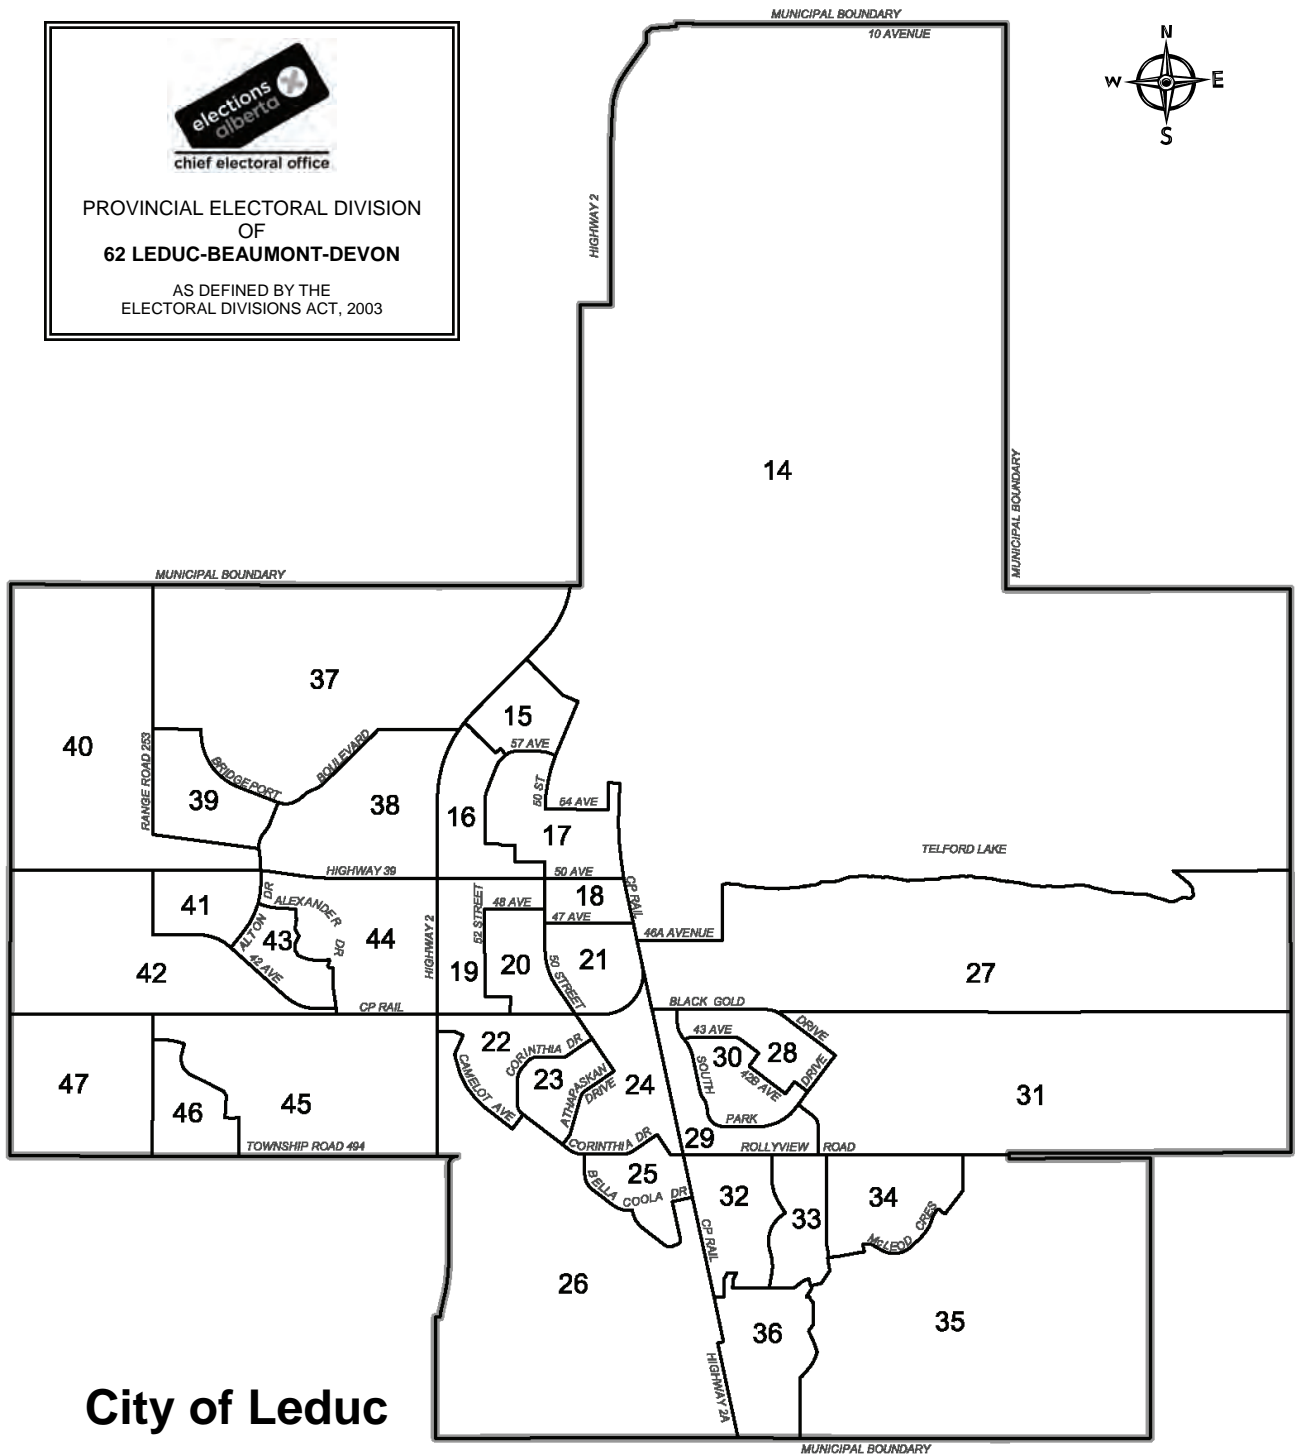 MUNICIPAL BOUNDARY
10 AVENUE
N
W
E
S
elections
alberta
chief electoral office
PROVINCIAL ELECTORAL DIVISION
OF
62 LEDUC-BEAUMONT-DEVON
AS DEFINED BY THE
ELECTORAL DIVISIONS ACT, 2003
HIGHWAY 2
14
MUNICIPAL BOUNDARY
MUNICIPAL BOUNDARY
37
15
40
57 AVE
RANGE ROAD 253
BRIDGEPORT
BOULEVARD
39
38
50 ST
54 AVE
16
17
TELFORD LAKE
HIGHWAY 39
50 AVE
CP RAIL
41
DR
ALEXANDER
DR
ALTON
43
42 AVE
44
HIGHWAY 2
52 STREET
48 AVE
18
47 AVE
46A AVENUE
42
19
20
21
50 STREET
27
CP RAIL
BLACK GOLD
DRIVE
47
46
45
22
CORINTHIA DR
CAMELOT AVE
23
ATHAPASKAN
DRIVE
24
43 AVE
30
28
42B AVE
DRIVE
SOUTH
PARK
31
TOWNSHIP ROAD 494
CORINTHIA DR
29
ROLLYVIEW
ROAD
25
BELLA
COOLA DR
32
33
34
McLEOD
CRES
CP RAIL
26
36
35
HIGHWAY 2A
City of Leduc
MUNICIPAL BOUNDARY